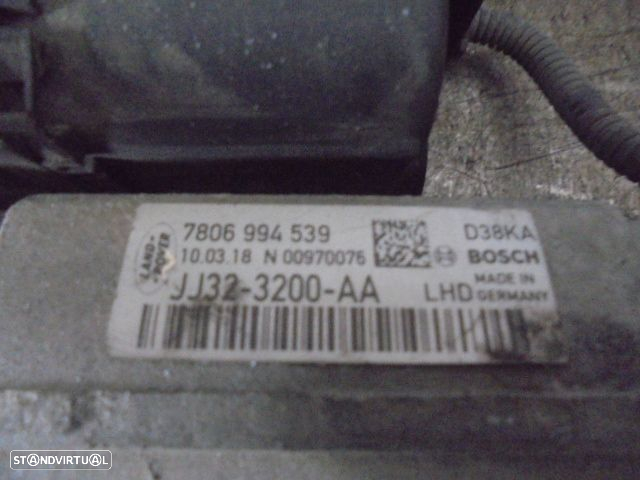 7806 994 539
D38KA
LAND-
ROVER
10.03.18 N 00970076
BOSCH
JJ32-3200-AA
LHD
MADE IN
GERMANY
STANDVIRTUAL